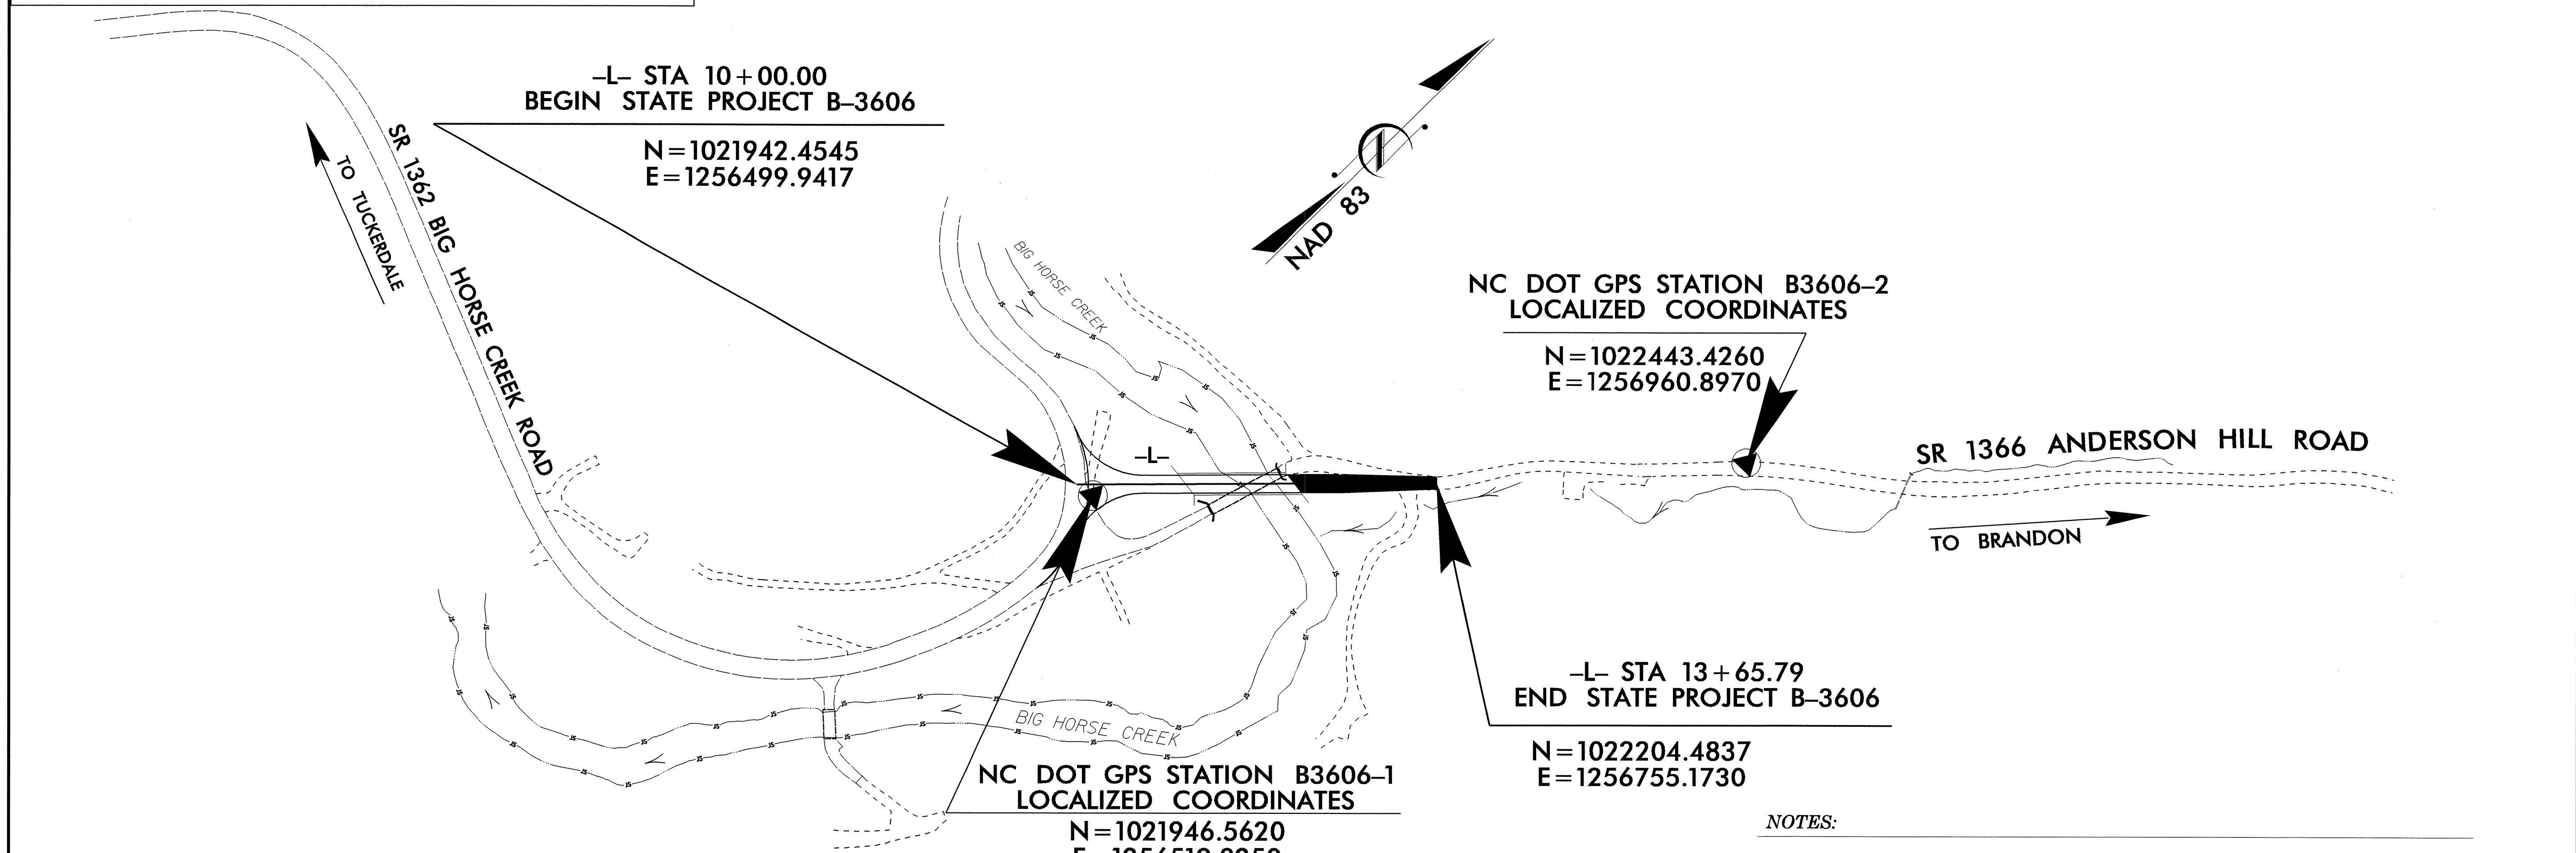 –L– STA 10+00.00
BEGIN STATE PROJECT B–3606
N=1021942.4545
E=1256499.9417
SR 1362 BIG HORSE CREEK ROAD
TO TUCKERDALE
BIG HORSE CREEK
NAD 83
NC DOT GPS STATION B3606–2
LOCALIZED COORDINATES
N=1022443.4260
E=1256960.8970
–L–
SR 1366 ANDERSON HILL ROAD
TO BRANDON
–L– STA 13+65.79
END STATE PROJECT B–3606
N=1022204.4837
E=1256755.1730
BIG HORSE CREEK
NC DOT GPS STATION B3606–1
LOCALIZED COORDINATES
N=1021946.5620
NOTES: